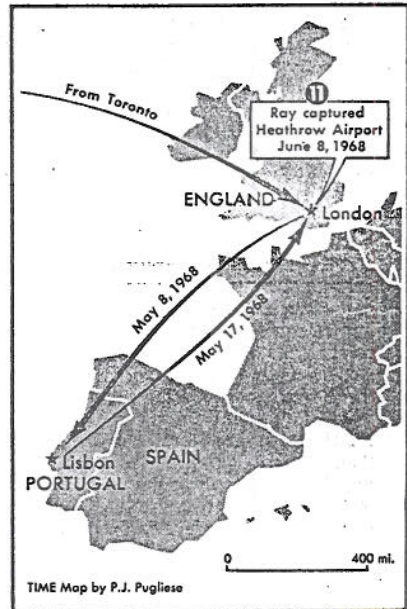 From Toronto
11
Ray captured
Heathrow Airport
June 8, 1968
ENGLAND
London
May 8, 1968
May 17, 1968
Lisbon
PORTUGAL
SPAIN
0
400 mi.
TIME Map by P.J. Pugliese